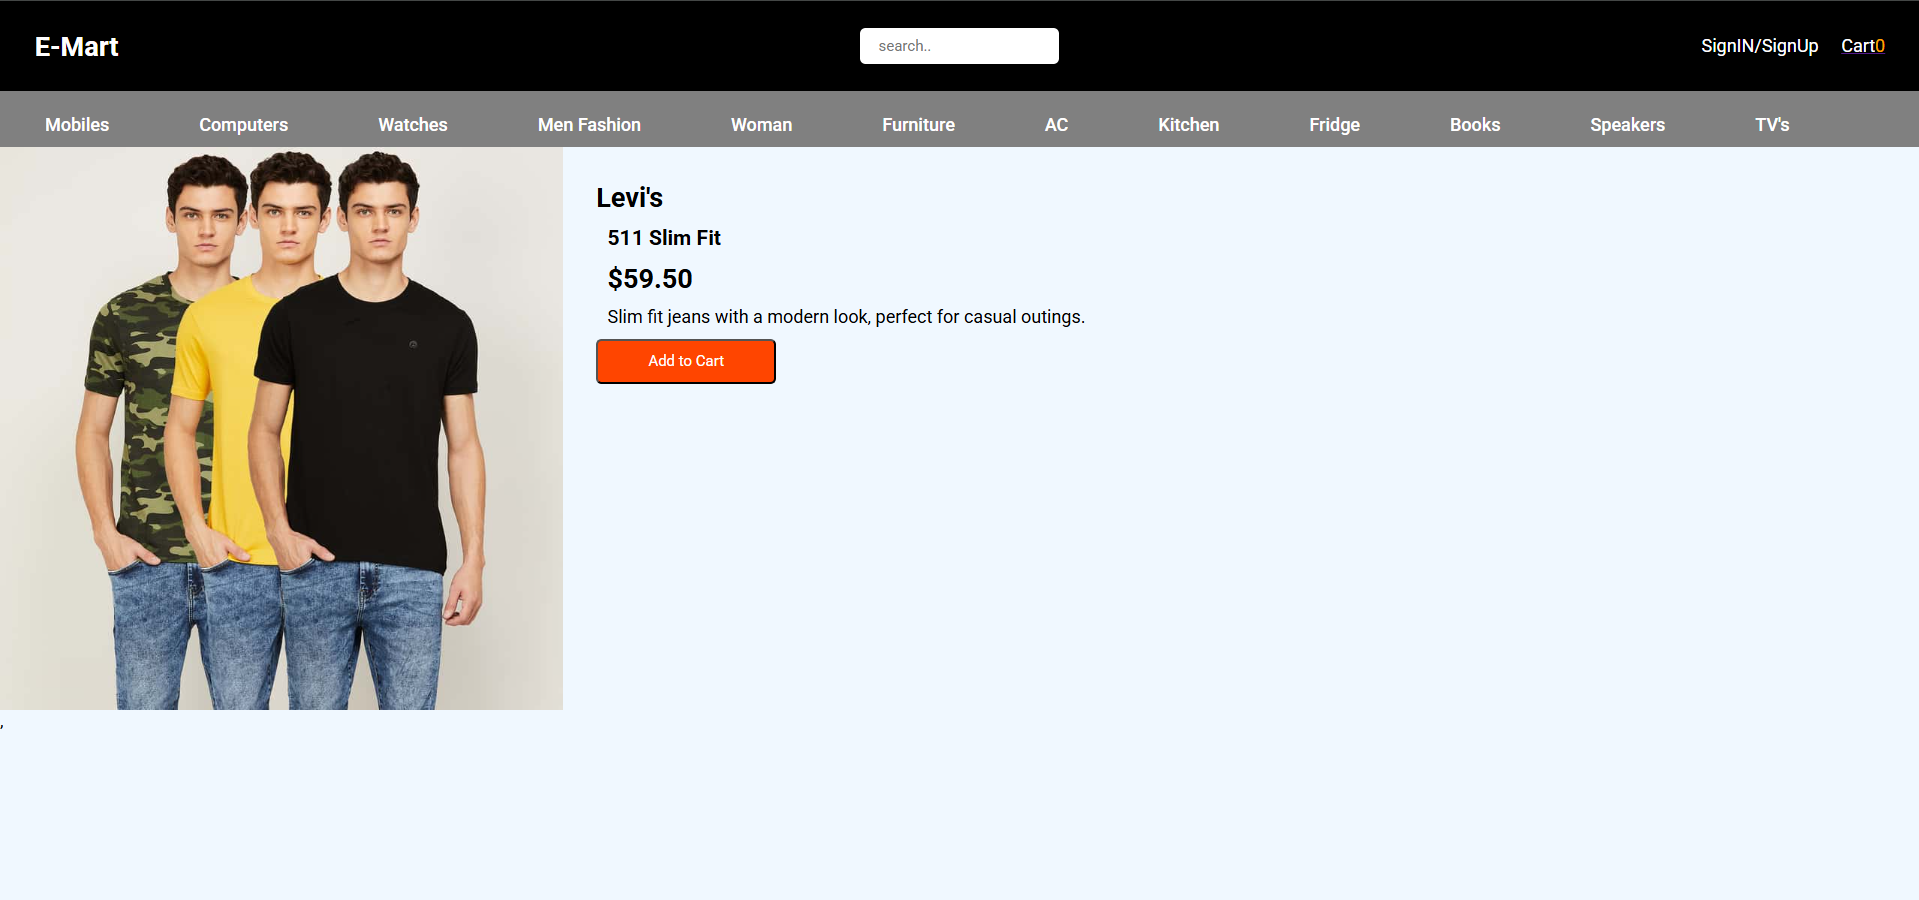 E-Mart
search..
SignIN/SignUp Cart0
Mobiles Computers Watches Men Fashion Woman Furniture AC Kitchen Fridge Books Speakers TV's
Levi's
511 Slim Fit
$59.50
Slim fit jeans with a modern look, perfect for casual outings.
Add to Cart
,